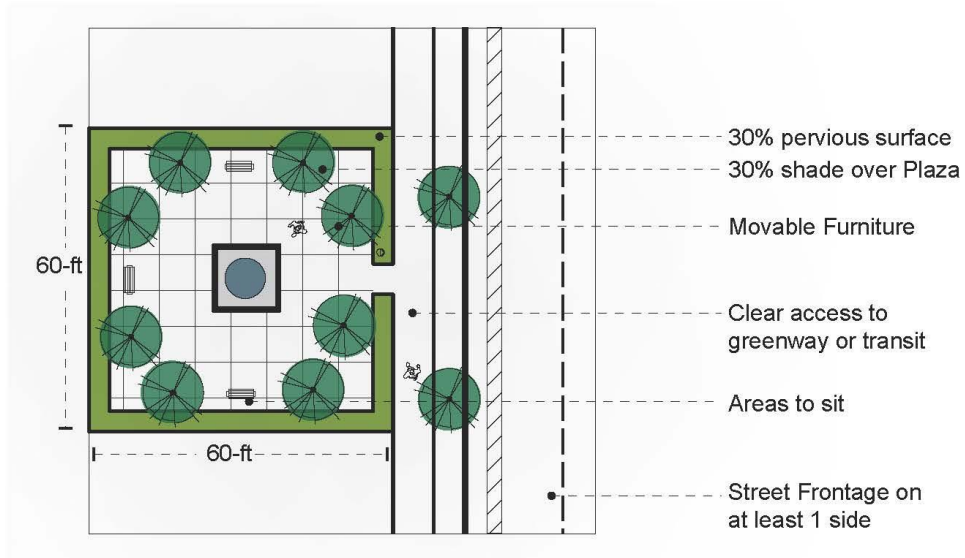 30% pervious surface
30% shade over Plaza
Movable Furniture
60-ft
Clear access to
greenway or transit
Areas to sit
60-ft
Street Frontage on
at least 1 side